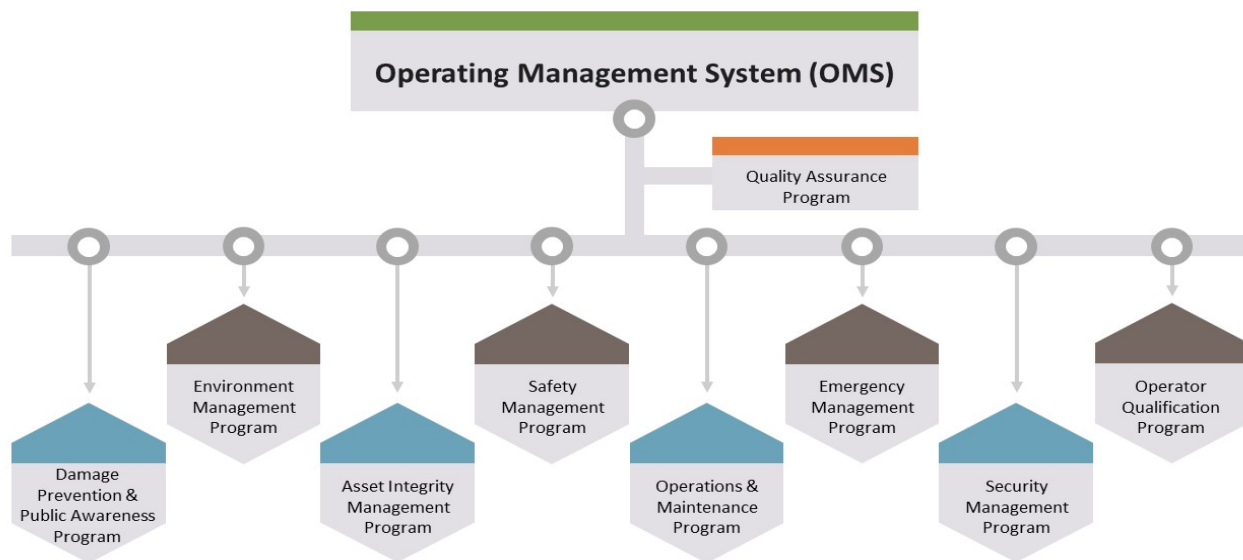 Operating Management System (OMS)
Quality Assurance
Program
Environment
Management
Program
Safety
Management
Program
Emergency
Management
Program
Operator
Qualification
Program
Damage
Prevention &
Public Awareness
Program
Asset Integrity
Management
Program
Operations &
Maintenance
Program
Security
Management
Program